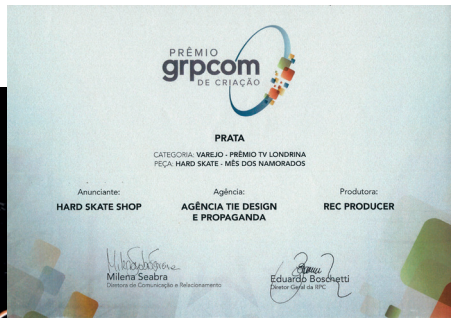 PRÊMIO
grpcom
DE CRIAÇÃO
PRATA
CATEGORIA: VAREJO - PRÊMIO TV LONDRINA
PEÇA: HARD SKATE - MÊS DOS NAMORADOS
Anunciante:
HARD SKATE SHOP
Agência:
AGÊNCIA TIE DESIGN
E PROPAGANDA
Produtora:
REC PRODUCER
Milena Seabra
Diretora de Comunicação e Relacionamento
Eduardo Boschetti
Diretor Geral da RPC